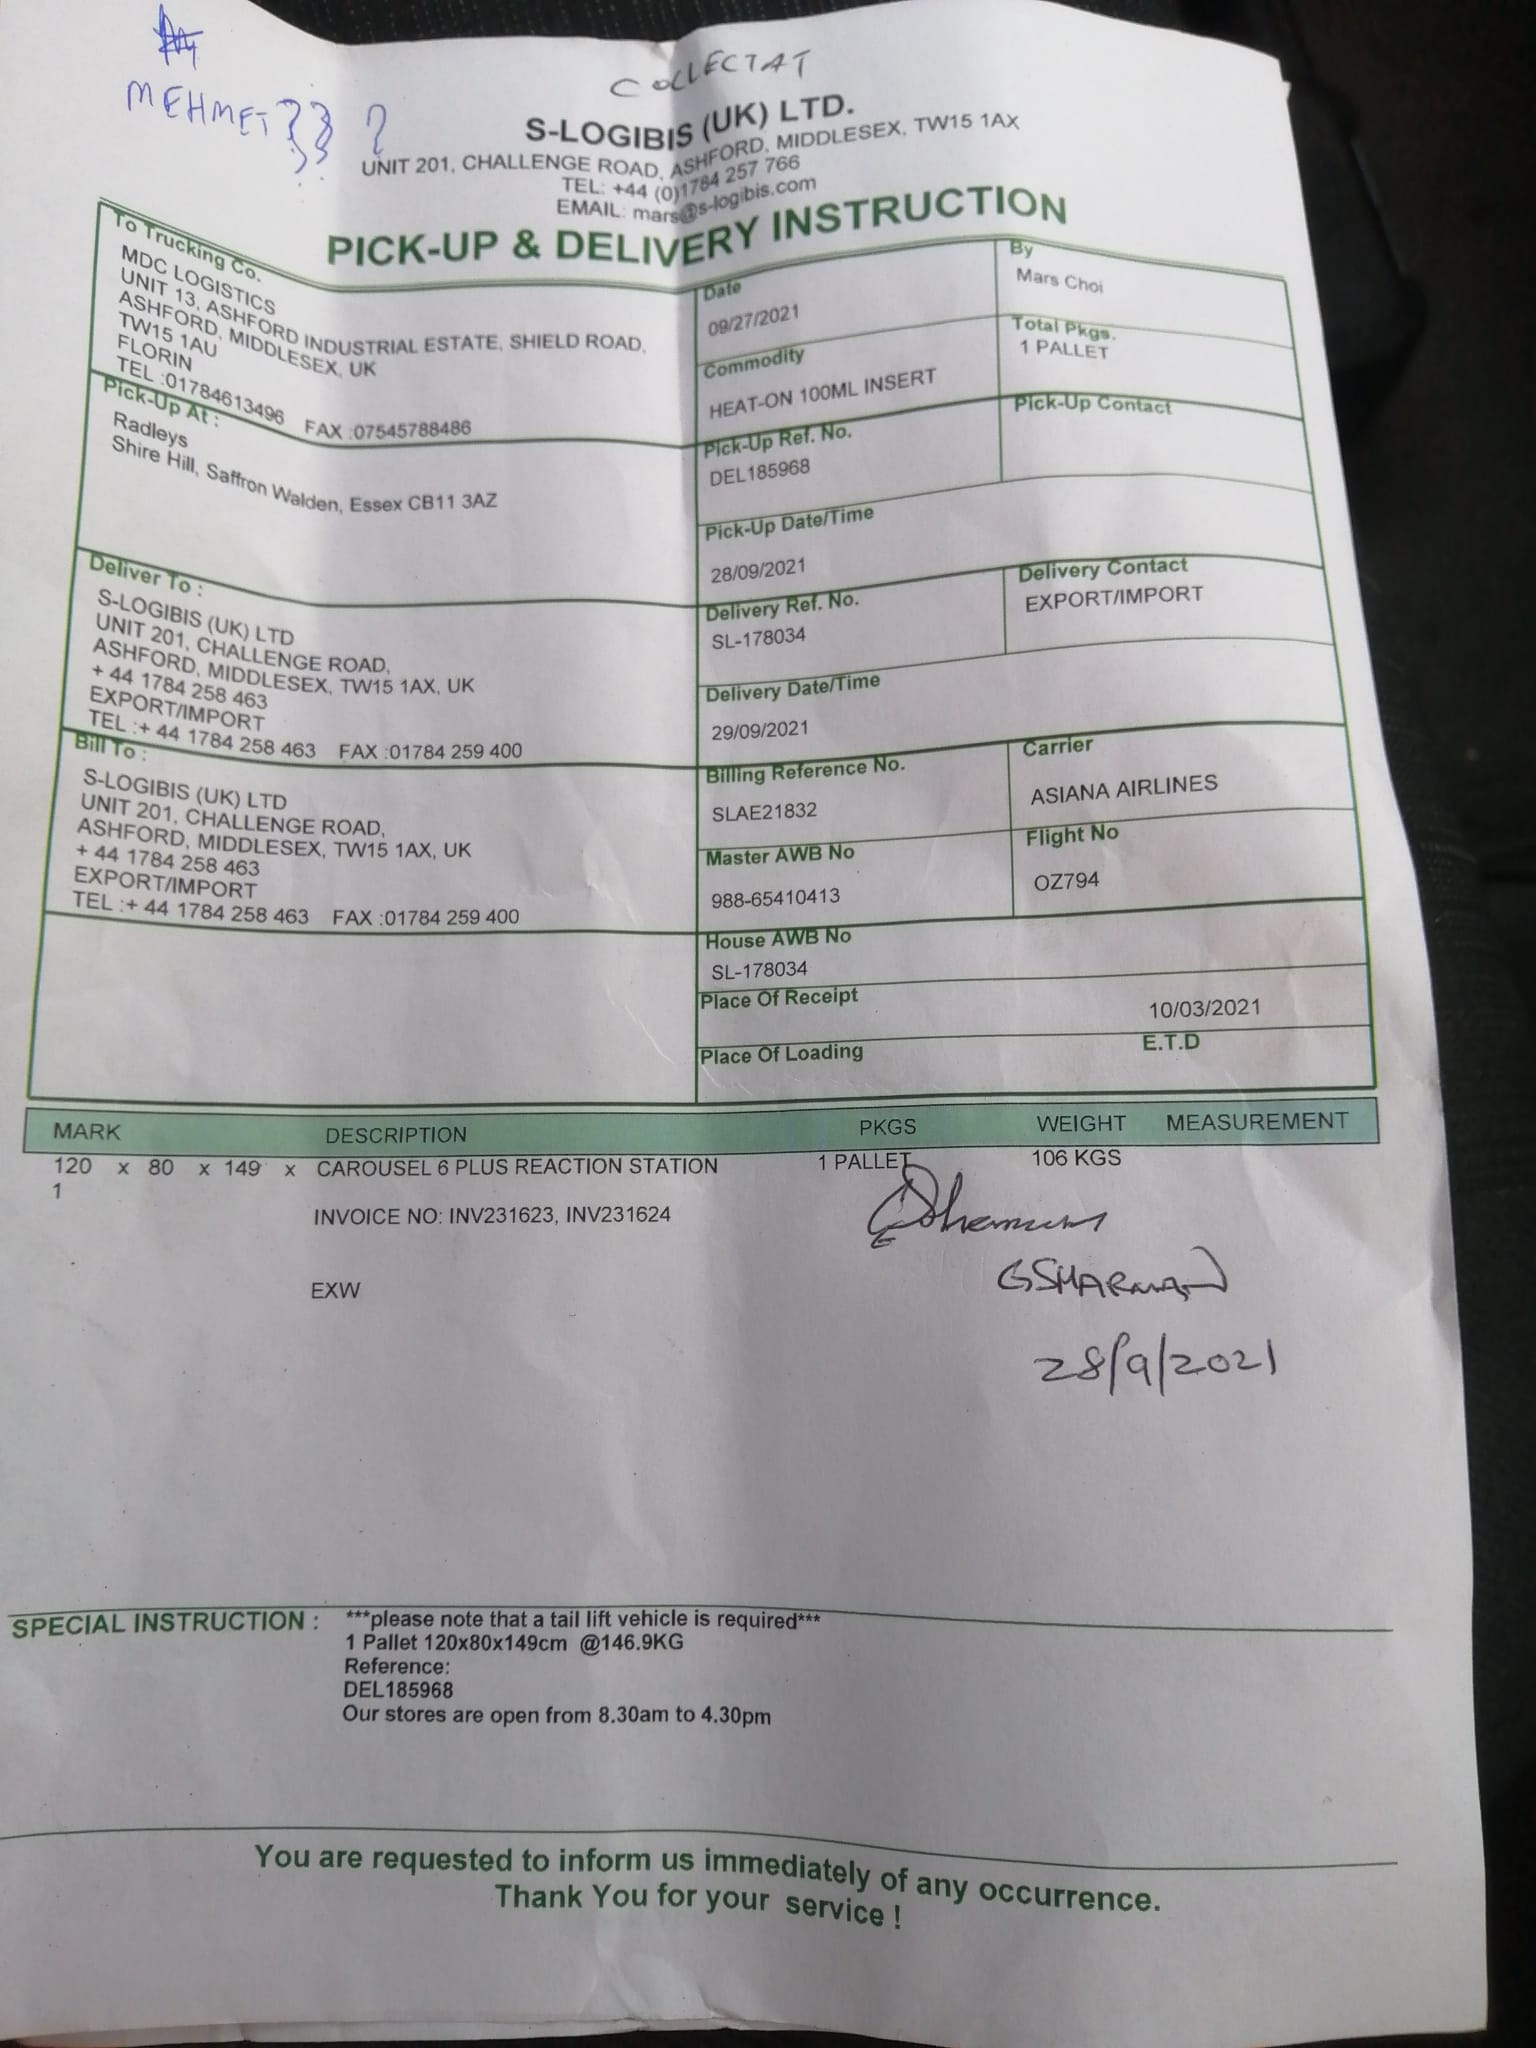 MEHMET ???
COLLECTAT
S-LOGIBIS (UK) LTD.
UNIT 201, CHALLENGE ROAD, ASHFORD, MIDDLESEX, TW15 1AX
TEL: +44 (0)1784 257 766
EMAIL: mars@s-logibis.com
PICK-UP & DELIVERY INSTRUCTION
To Trucking Co.
MDC LOGISTICS
UNIT 13, ASHFORD INDUSTRIAL ESTATE, SHIELD ROAD,
ASHFORD, MIDDLESEX, UK
TW15 1AU
FLORIN
TEL :01784613496 FAX :07545788486
Date
09/27/2021
By
Mars Choi
Commodity
HEAT-ON 100ML INSERT
Total Pkgs.
1 PALLET
Pick-Up At :
Radleys
Shire Hill, Saffron Walden, Essex CB11 3AZ
Pick-Up Ref. No.
DEL185968
Pick-Up Contact
Pick-Up Date/Time
28/09/2021
Deliver To :
S-LOGIBIS (UK) LTD
UNIT 201, CHALLENGE ROAD,
ASHFORD, MIDDLESEX, TW15 1AX, UK
+ 44 1784 258 463
EXPORT/IMPORT
TEL :+ 44 1784 258 463 FAX :01784 259 400
Delivery Ref. No.
SL-178034
Delivery Contact
EXPORT/IMPORT
Delivery Date/Time
29/09/2021
Bill To :
S-LOGIBIS (UK) LTD
UNIT 201, CHALLENGE ROAD,
ASHFORD, MIDDLESEX, TW15 1AX, UK
+ 44 1784 258 463
EXPORT/IMPORT
TEL :+ 44 1784 258 463 FAX :01784 259 400
Billing Reference No.
SLAE21832
Carrier
ASIANA AIRLINES
Master AWB No
988-65410413
Flight No
OZ794
House AWB No
SL-178034
Place Of Receipt
10/03/2021
Place Of Loading
E.T.D
MARK DESCRIPTION PKGS WEIGHT MEASUREMENT
120 x 80 x 149 x CAROUSEL 6 PLUS REACTION STATION 1 PALLET 106 KGS
1
INVOICE NO: INV231623, INV231624
EXW
GSHARMAN
28/9/2021
SPECIAL INSTRUCTION : ***please note that a tail lift vehicle is required***
1 Pallet 120x80x149cm @146.9KG
Reference:
DEL185968
Our stores are open from 8.30am to 4.30pm
You are requested to inform us immediately of any occurrence.
Thank You for your service !